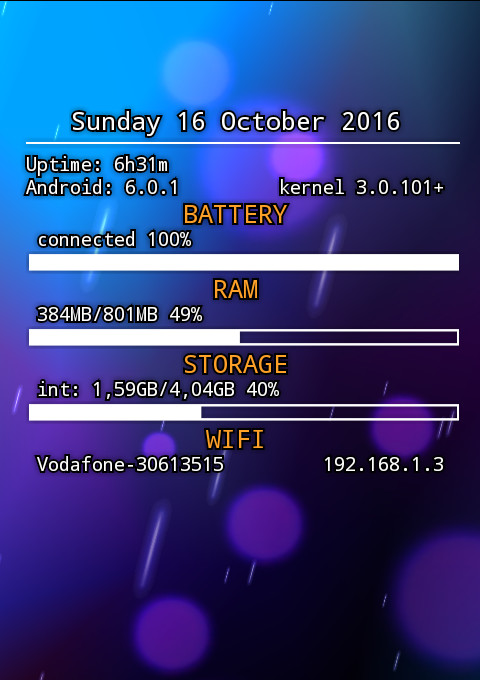 Sunday 16 October 2016
Uptime: 6h31m
Android: 6.0.1 kernel 3.0.101+
BATTERY
connected 100%
RAM
384MB/801MB 49%
STORAGE
int: 1,59GB/4,04GB 40%
WIFI
Vodafone-30613515 192.168.1.3